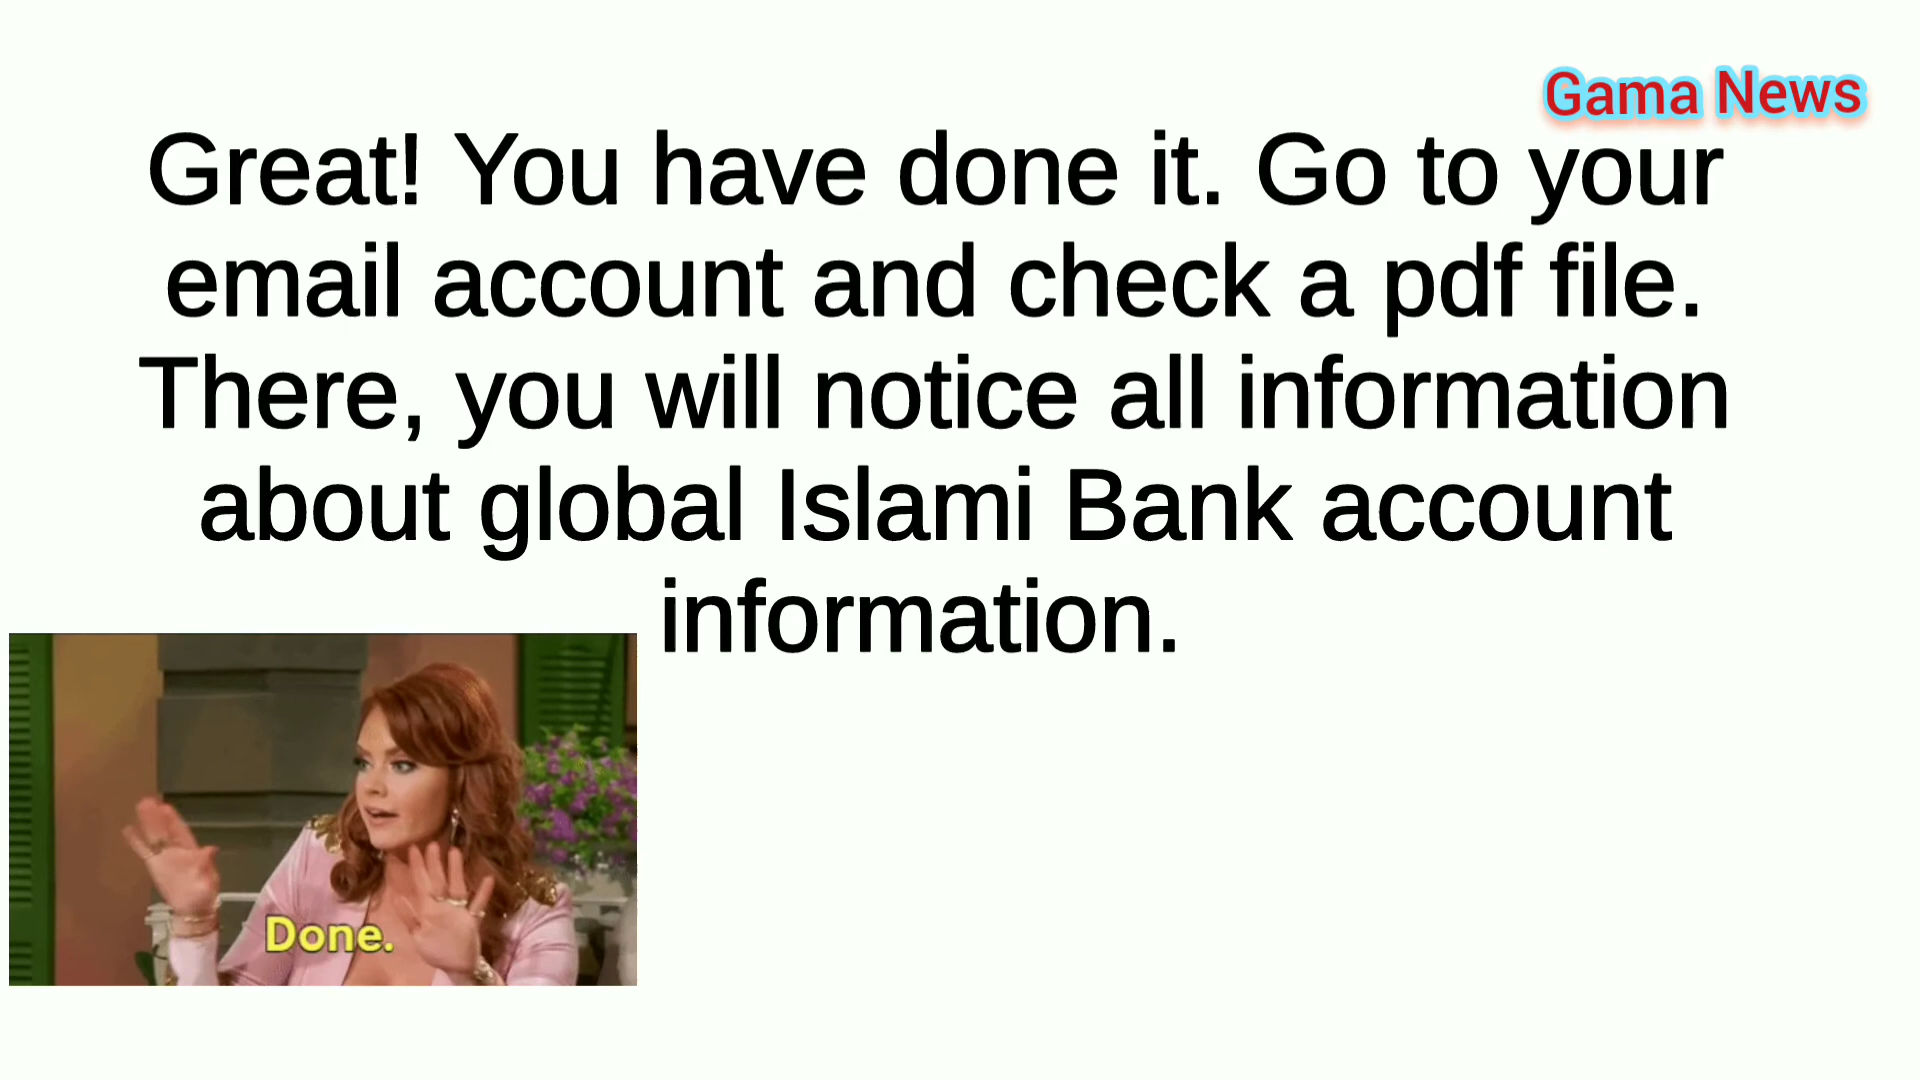 Gama News
Great! You have done it. Go to your
email account and check a pdf file.
There, you will notice all information
about global Islami Bank account
information.
Done.